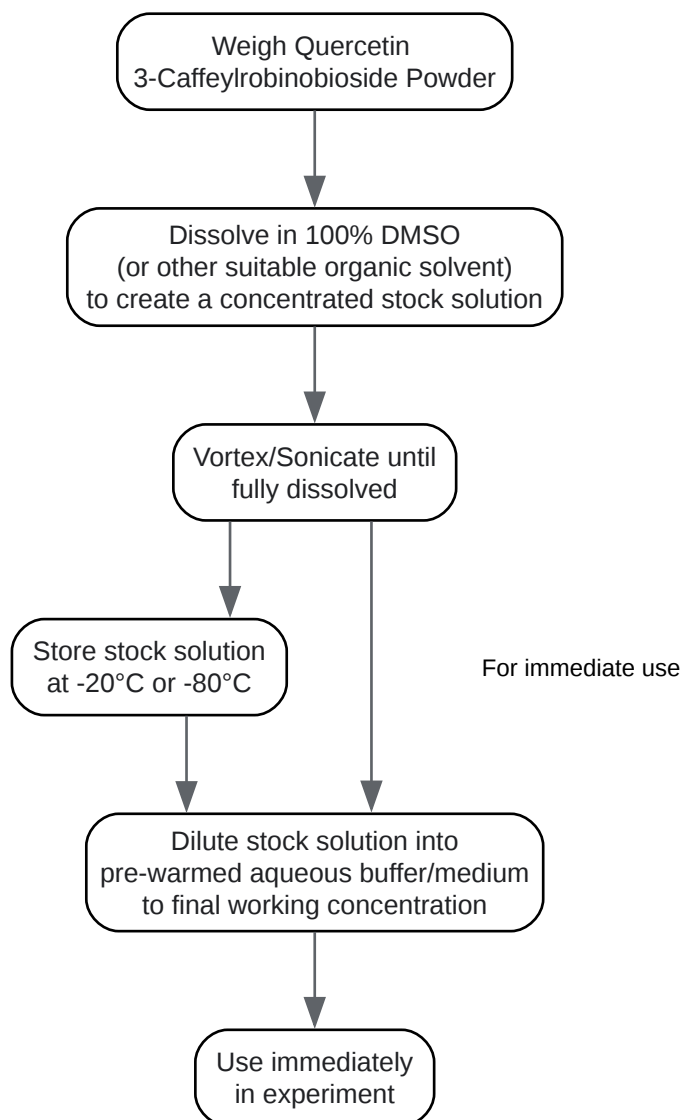 Weigh Quercetin
3-Caffeylrobinobioside Powder
Dissolve in 100% DMSO
(or other suitable organic solvent)
to create a concentrated stock solution
Vortex/Sonicate until
fully dissolved
Store stock solution
at -20°C or -80°C
For immediate use
Dilute stock solution into
pre-warmed aqueous buffer/medium
to final working concentration
Use immediately
in experiment